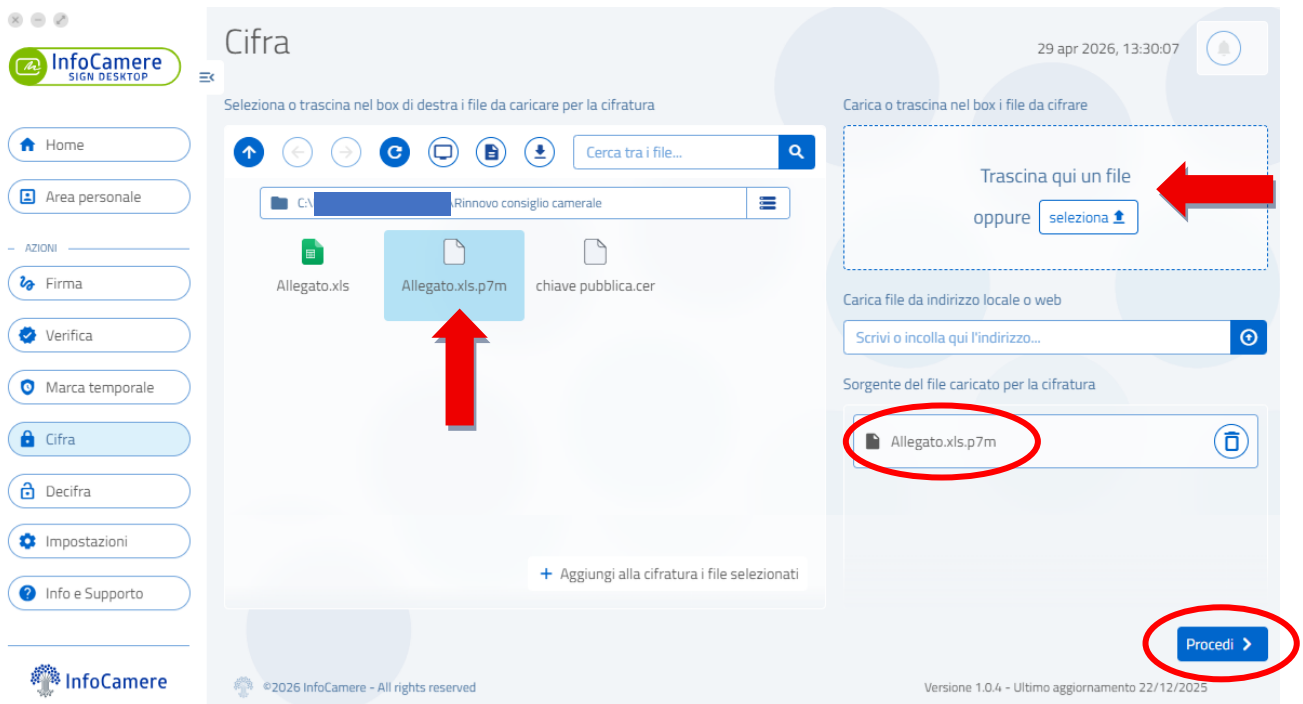 InfoCamere
SIGN DESKTOP
Home
Area personale
AZIONI
Firma
Verifica
Marca temporale
Cifra
Decifra
Impostazioni
Info e Supporto
InfoCamere
Cifra
29 apr 2026, 13:30:07
Seleziona o trascina nel box di destra i file da caricare per la cifratura
Cerca tra i file...
C:\ \Rinnovo consiglio camerale
Allegato.xls
Allegato.xls.p7m
chiave pubblica.cer
+ Aggiungi alla cifratura i file selezionati
Carica o trascina nel box i file da cifrare
Trascina qui un file
oppure seleziona
Carica file da indirizzo locale o web
Scrivi o incolla qui l'indirizzo...
Sorgente del file caricato per la cifratura
Allegato.xls.p7m
Procedi
©2026 InfoCamere - All rights reserved
Versione 1.0.4 - Ultimo aggiornamento 22/12/2025